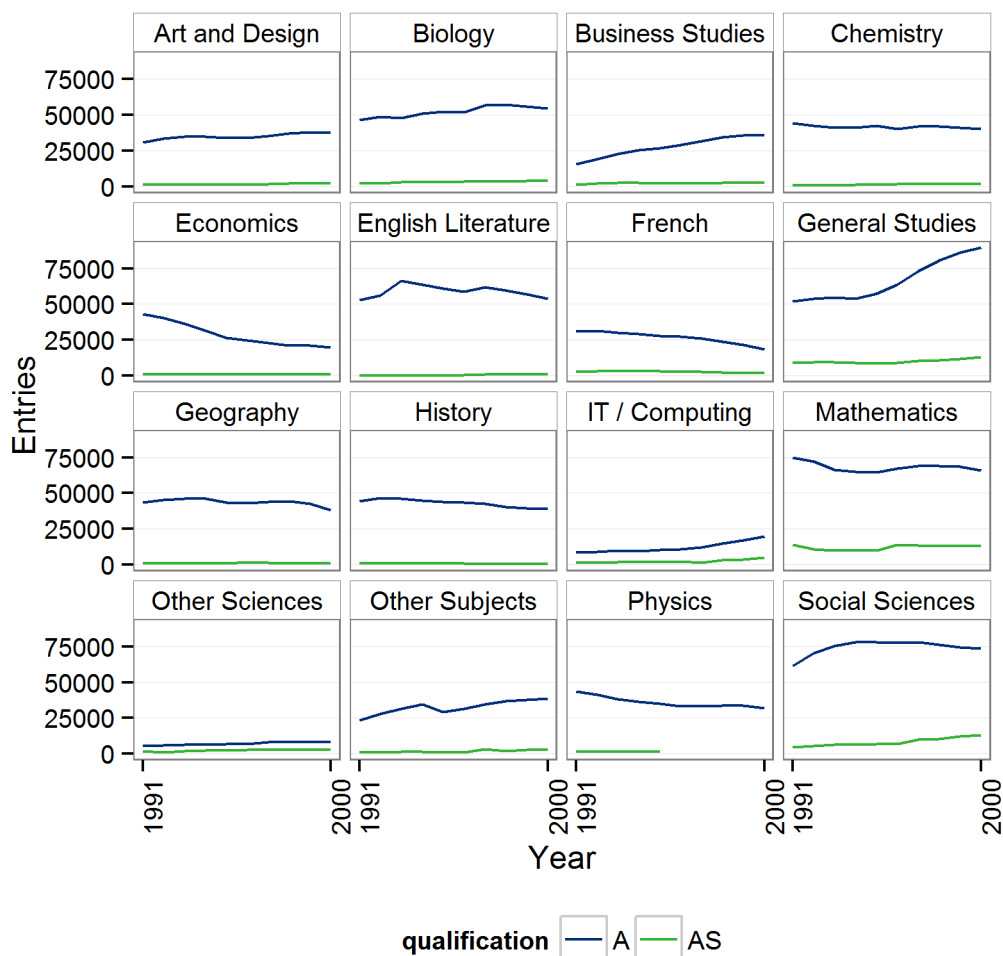 Art and Design Biology Business Studies Chemistry
75000
50000
25000
0
Economics English Literature French General Studies
75000
50000
25000
0
Geography History IT / Computing Mathematics
75000
50000
25000
0
Other Sciences Other Subjects Physics Social Sciences
75000
50000
25000
0
Entries
1991 2000 1991 2000 1991 2000 1991 2000
Year
qualification A AS